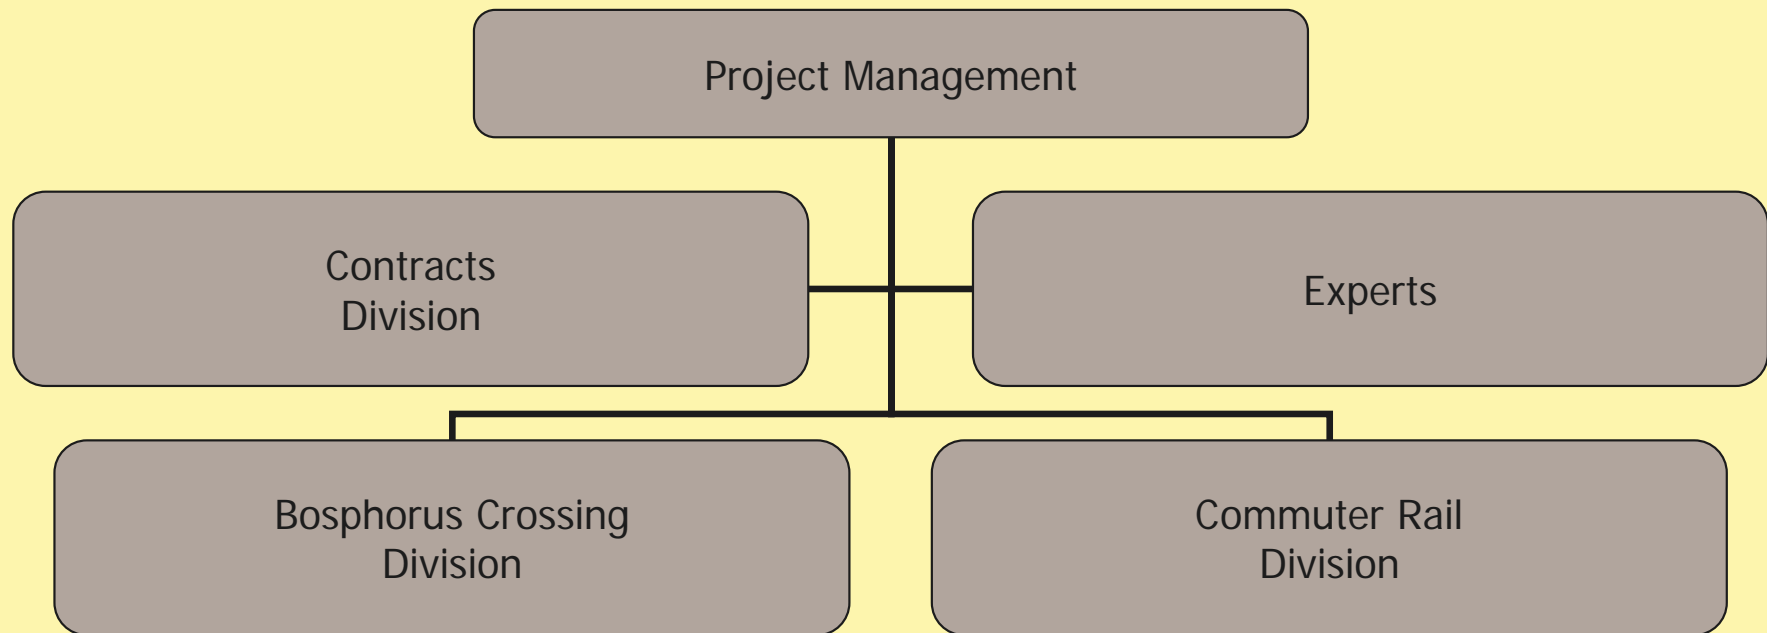 Project Management
Contracts
Division
Experts
Bosphorus Crossing
Division
Commuter Rail
Division